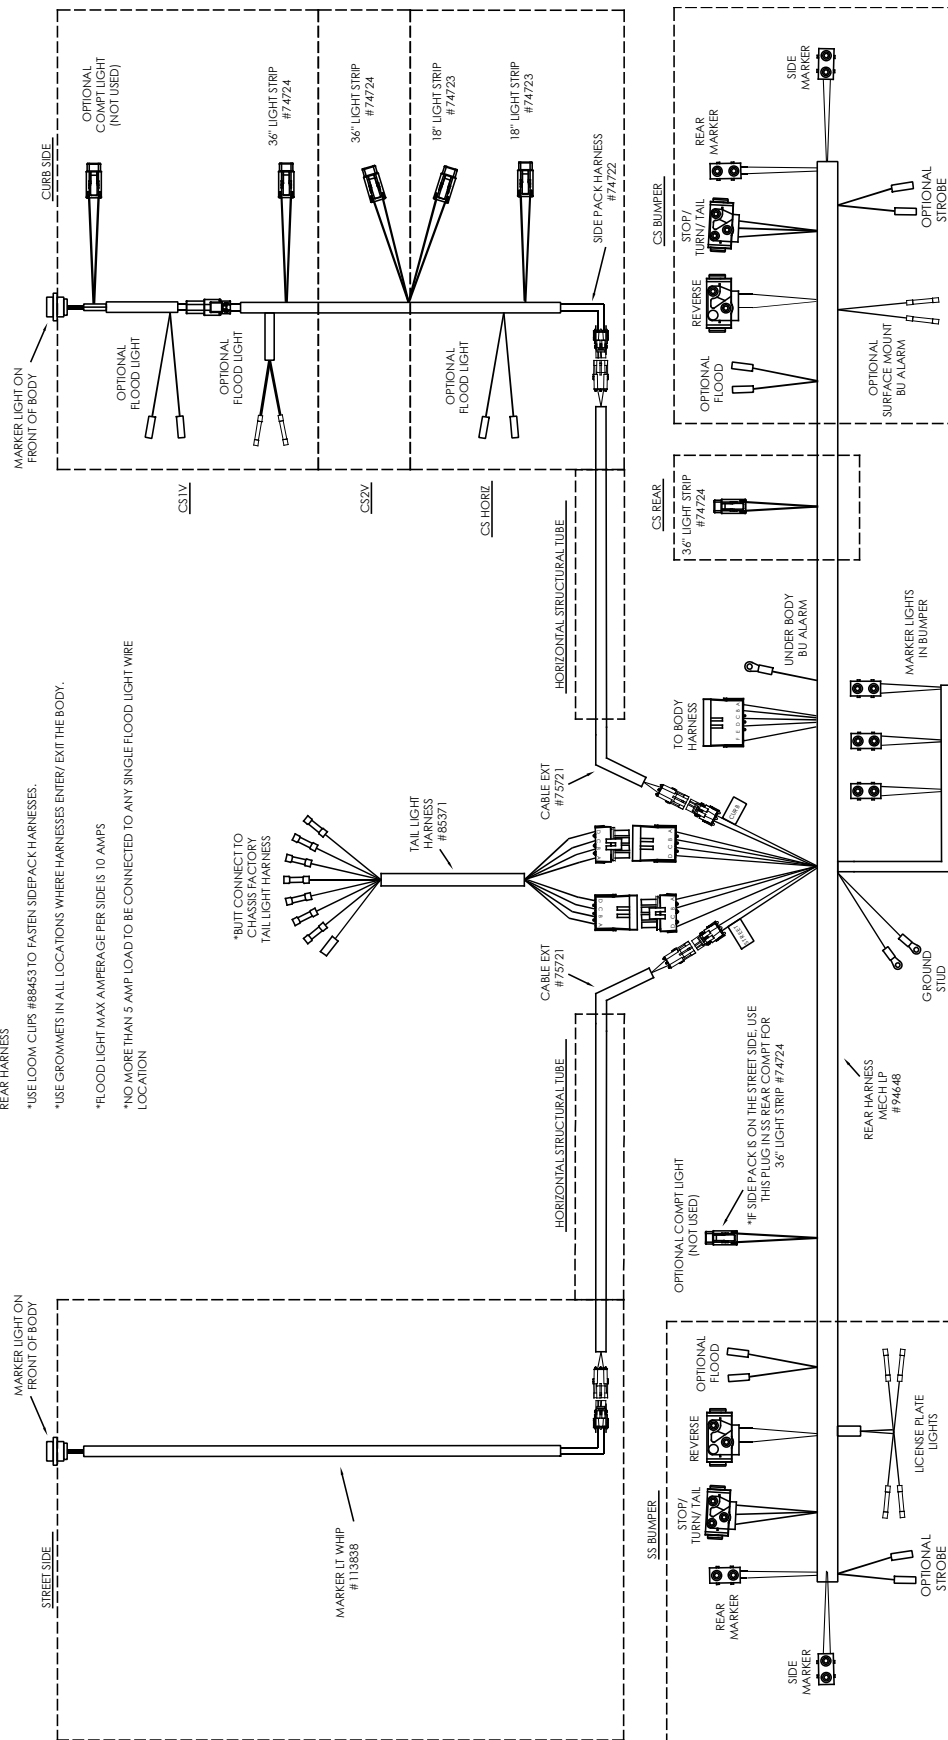 REAR HARNESS
*USE LOOM CLIPS #88453 TO FASTEN SIDEPACK HARNESSES.
*USE GROMMETS IN ALL LOCATIONS WHERE HARNESSES ENTER/ EXIT THE BODY.
*FLOOD LIGHT MAX AMPERAGE PER SIDE IS 10 AMPS
*NO MORE THAN 5 AMP LOAD TO BE CONNECTED TO ANY SINGLE FLOOD LIGHT WIRE
LOCATION
STREET SIDE
MARKER LIGHT ON
FRONT OF BODY
MARKER LT WHIP
#113838
*BUTT CONNECT TO
CHASSIS FACTORY
TAIL LIGHT HARNESS
TAIL LIGHT
HARNESS
#85371
MARKER LIGHT ON
FRONT OF BODY
CURB SIDE
OPTIONAL
COMPT LIGHT
(NOT USED)
OPTIONAL
FLOOD LIGHT
OPTIONAL
FLOOD LIGHT
36" LIGHT STRIP
#74724
CS1V
36" LIGHT STRIP
#74724
CS2V
18" LIGHT STRIP
#74723
OPTIONAL
FLOOD LIGHT
18" LIGHT STRIP
#74723
CS HORIZ
SIDE PACK HARNESS
#74722
HORIZONTAL STRUCTURAL TUBE
CABLE EXT
#75721
CABLE EXT
#75721
HORIZONTAL STRUCTURAL TUBE
D C B A
D C B A
D C B A
D C B A
STREET
CURB
SS BUMPER
SIDE
MARKER
REAR
MARKER
STOP/
TURN/ TAIL
REVERSE
OPTIONAL
FLOOD
OPTIONAL COMPT LIGHT
(NOT USED)
*IF SIDE PACK IS ON THE STREET SIDE, USE
THIS PLUG IN SS REAR COMPT FOR
36" LIGHT STRIP #74724
TO BODY
HARNESS
F E D C B A
UNDER BODY
BU ALARM
CS REAR
36" LIGHT STRIP
#74724
CS BUMPER
OPTIONAL
FLOOD
REVERSE
STOP/
TURN/ TAIL
REAR
MARKER
SIDE
MARKER
OPTIONAL
STROBE
LICENSE PLATE
LIGHTS
REAR HARNESS
MECH LP
#94648
GROUND
STUD
MARKER LIGHTS
IN BUMPER
OPTIONAL
SURFACE MOUNT
BU ALARM
OPTIONAL
STROBE